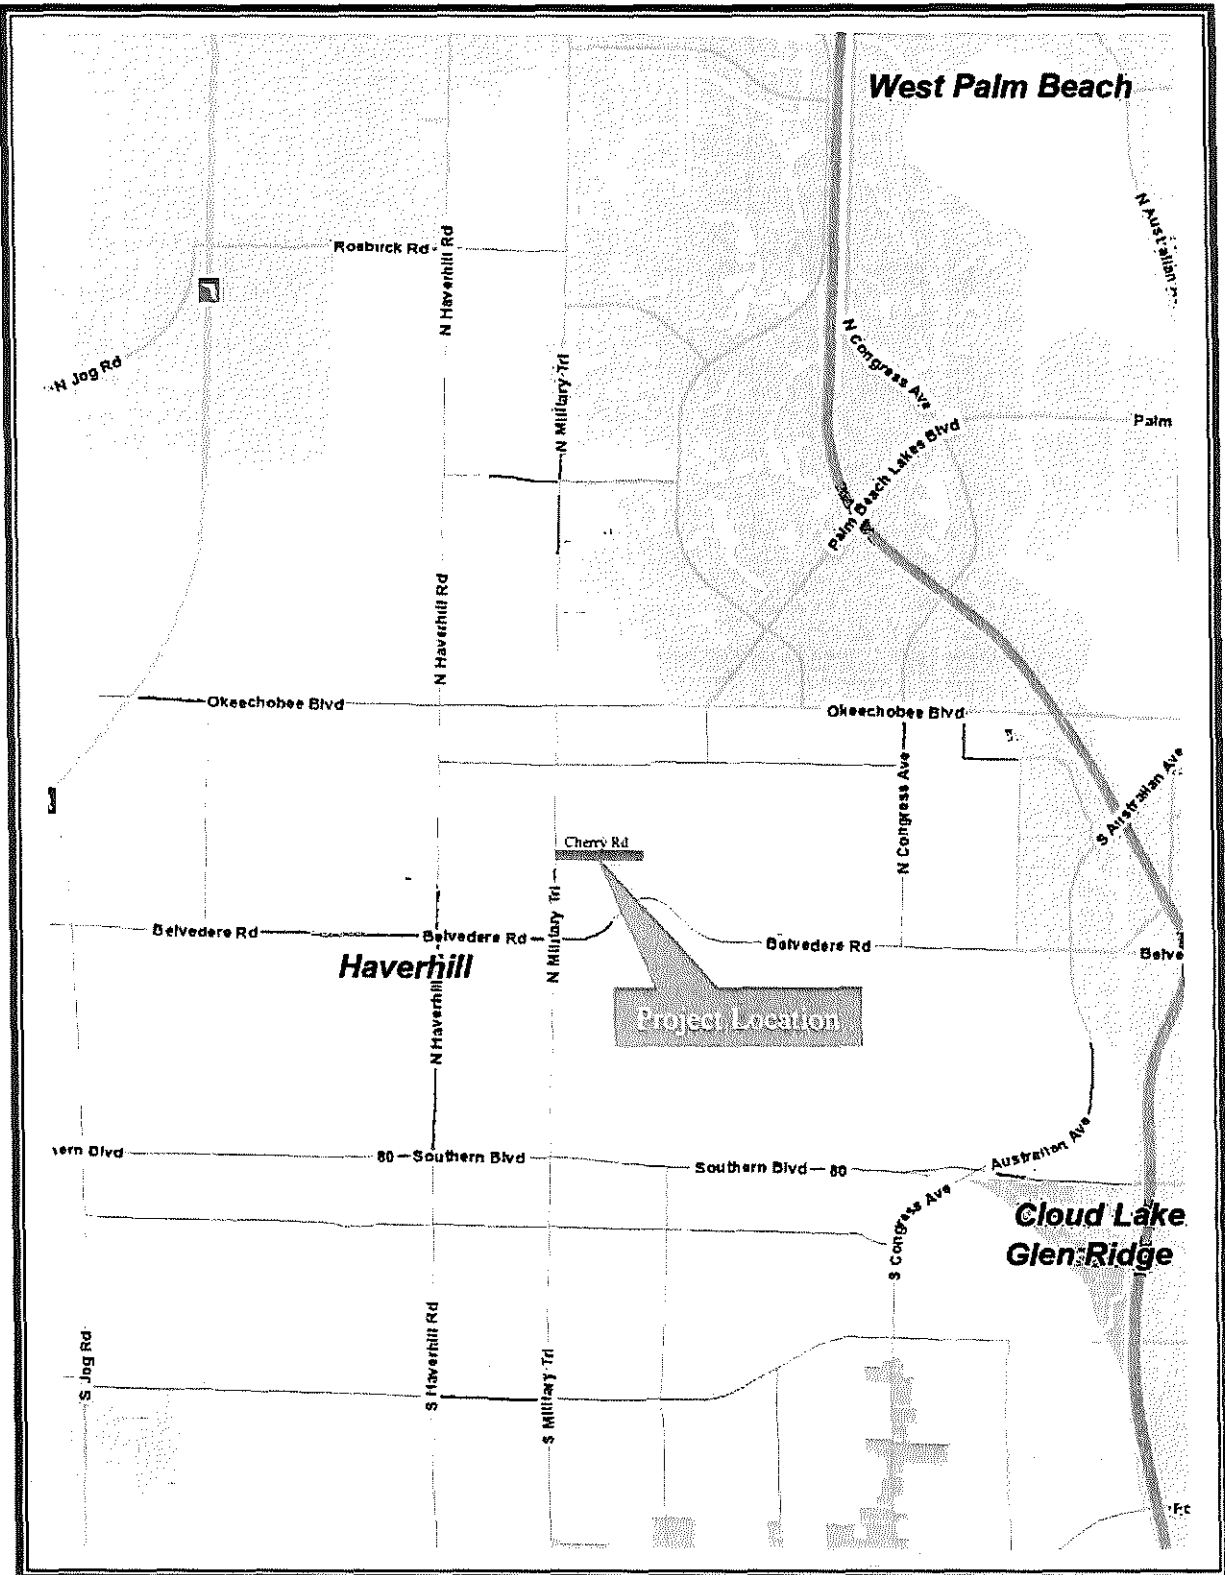 West Palm Beach
N Australian
Roebuck Rd
N Haverhill Rd
N Jog Rd
N Congress Ave
N Military Trl
Palm Beach Lakes Blvd
Palm
N Haverhill Rd
Okeechobee Blvd
Okeechobee Blvd
S Australian Ave
N Congress Ave
Cherry Rd
N Military Trl
Belvedere Rd
Belvedere Rd
Belvedere Rd
Belve
Haverhill
N Haverhill
Project Location
ern Blvd
80
Southern Blvd
Southern Blvd
80
Australian Ave
S Congress Ave
Cloud Lake
Glen Ridge
S Jog Rd
S Haverhill Rd
S Military Trl